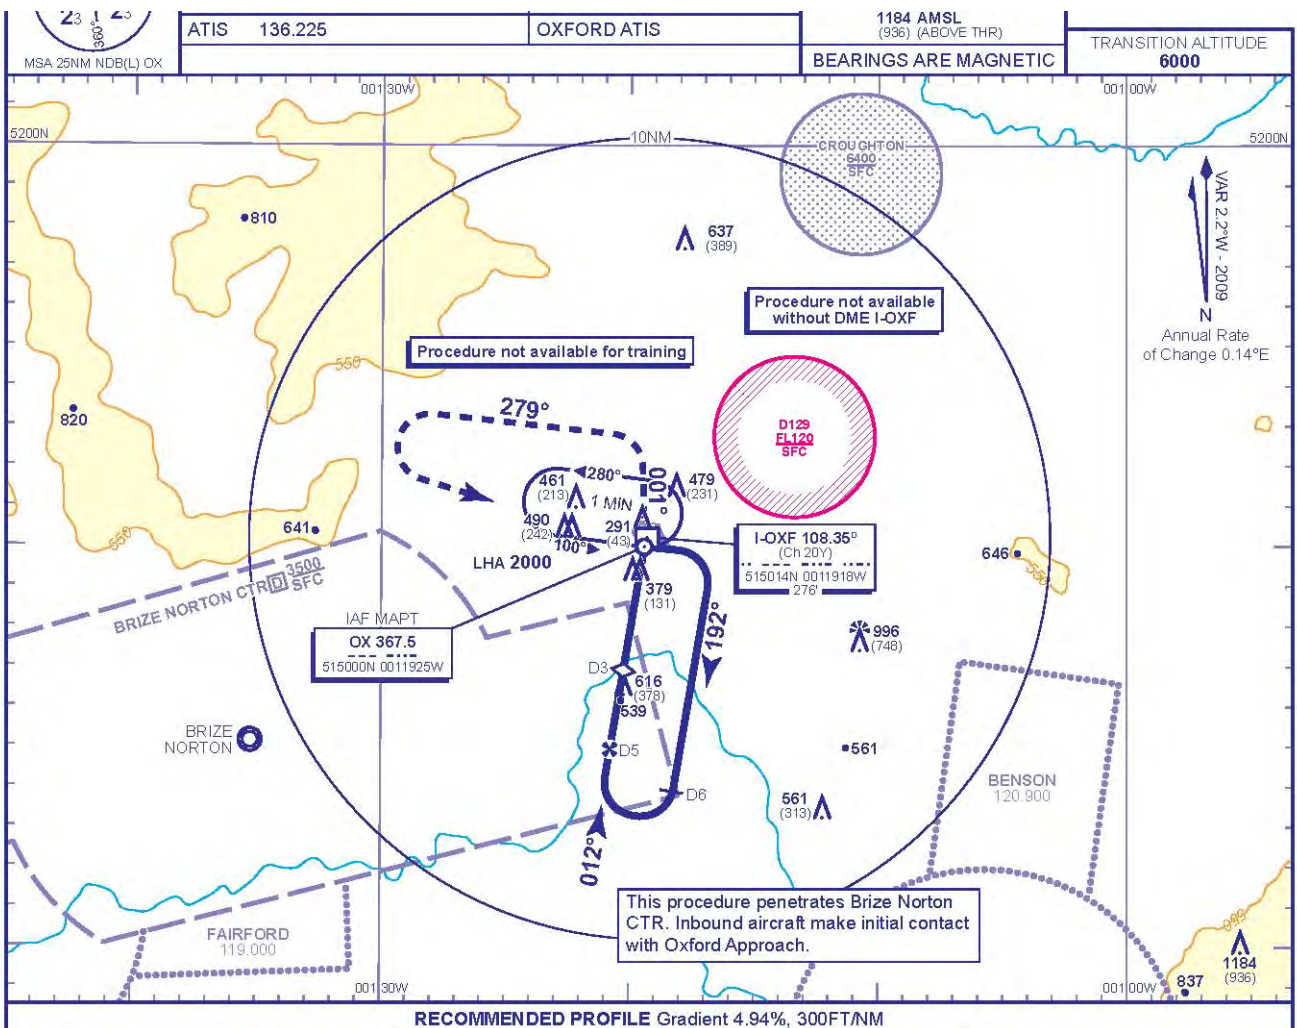 ATIS 136.225
OXFORD ATIS
1184 AMSL
(936) (ABOVE THR)
BEARINGS ARE MAGNETIC
TRANSITION ALTITUDE
6000
360°
MSA 25NM NDB(L) OX
001 30W
001 00W
5200N
10NM
5200N
CROUGHTON
6400
SFC
VAR 2.2°W - 2009
N
Annual Rate
of Change 0.14°E
810
637
(389)
Procedure not available
without DME I-OXF
Procedure not available for training
550
820
279°
D129
FL120
SFC
280°
001°
479
(231)
461
(213)
1 MIN
490
(242)
291
(43)
100°
LHA 2000
641
550
I-OXF 108.35°
(Ch 20Y)
515014N 0011918W
276'
646
550
BRIZE NORTON CTR D 3500
SFC
379
(131)
IAF MAPT
OX 367.5
515000N 0011925W
192°
996
(748)
D3
616
(378)
539
BRIZE
NORTON
D5
561
D6
561
(313)
BENSON
120.900
012°
This procedure penetrates Brize Norton
CTR. Inbound aircraft make initial contact
with Oxford Approach.
FAIRFORD
119.000
550
1184
(936)
837
001 30W
001 00W
RECOMMENDED PROFILE Gradient 4.94%, 300FT/NM